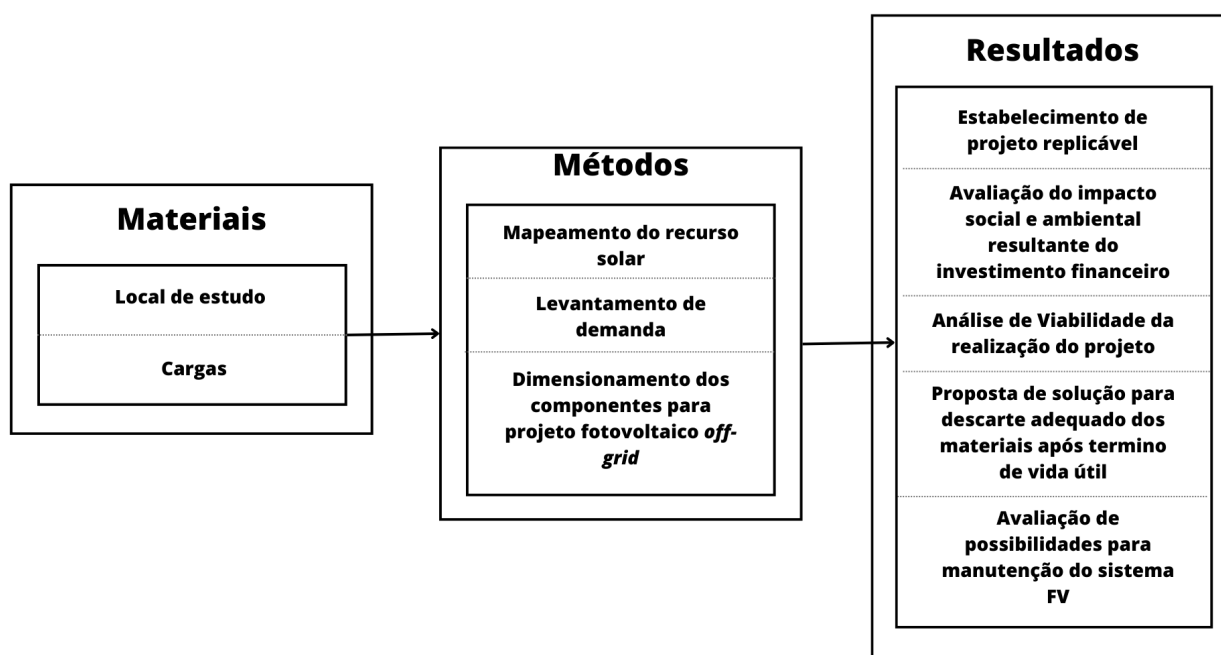 Materiais
Local de estudo
Cargas
Métodos
Mapeamento do recurso
solar
Levantamento de
demanda
Dimensionamento dos
componentes para
projeto fotovoltaico off-
grid
Resultados
Estabelecimento de
projeto replicável
Avaliação do impacto
social e ambiental
resultante do
investimento financeiro
Análise de Viabilidade da
realização do projeto
Proposta de solução para
descarte adequado dos
materiais após termino
de vida útil
Avaliação de
possibilidades para
manutenção do sistema
FV